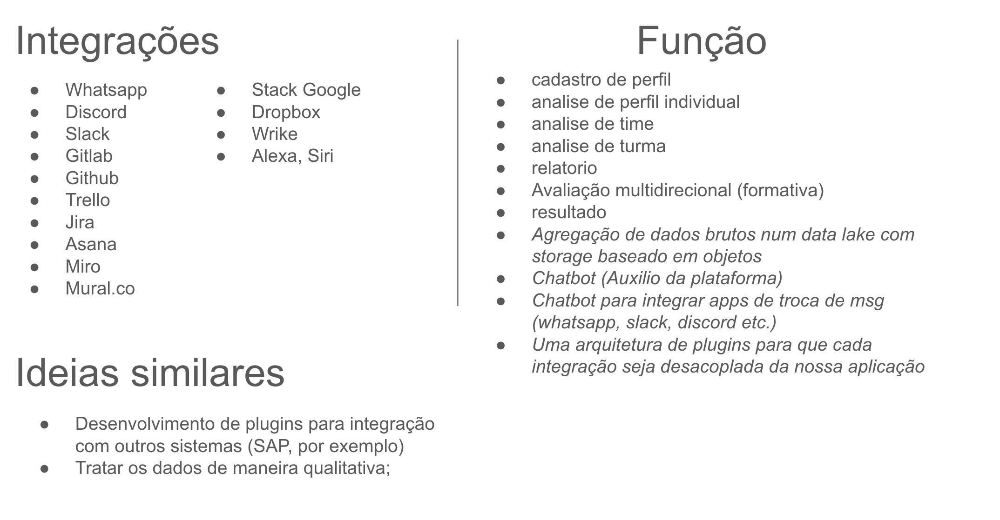 Integrações
● Whatsapp
● Discord
● Slack
● Gitlab
● Github
● Trello
● Jira
● Asana
● Miro
● Mural.co
● Stack Google
● Dropbox
● Wrike
● Alexa, Siri
Ideias similares
● Desenvolvimento de plugins para integração
com outros sistemas (SAP, por exemplo)
● Tratar os dados de maneira qualitativa;
Função
● cadastro de perfil
● analise de perfil individual
● analise de time
● analise de turma
● relatorio
● Avaliação multidirecional (formativa)
● resultado
● Agregação de dados brutos num data lake com
storage baseado em objetos
● Chatbot (Auxilio da plataforma)
● Chatbot para integrar apps de troca de msg
(whatsapp, slack, discord etc.)
● Uma arquitetura de plugins para que cada
integração seja desacoplada da nossa aplicação